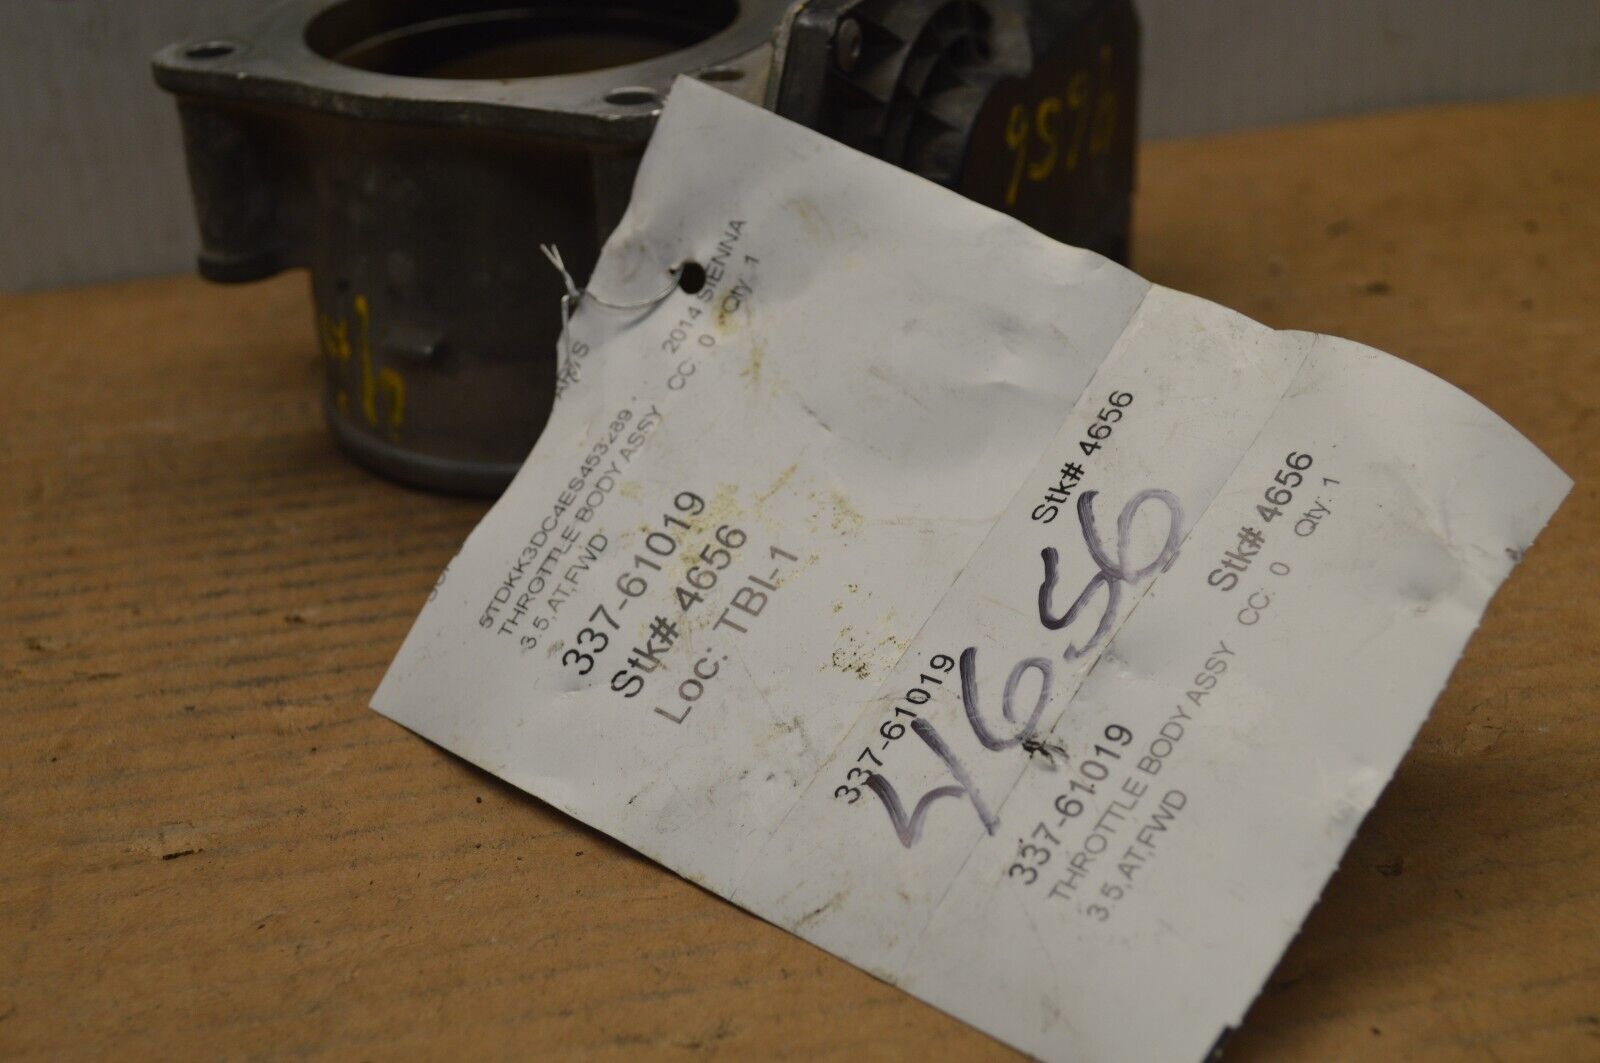 2014 SIENNA
5TDKK3DC4ES453289 *
THROTTLE BODY ASSY CC: 0 Qty: 1
3.5,AT,FWD
337-61019
Stk# 4656
Loc: TBI-1
337-61019 Stk# 4656
4656
337-61019 Stk# 4656
THROTTLE BODY ASSY CC: 0 Qty: 1
3.5,AT,FWD